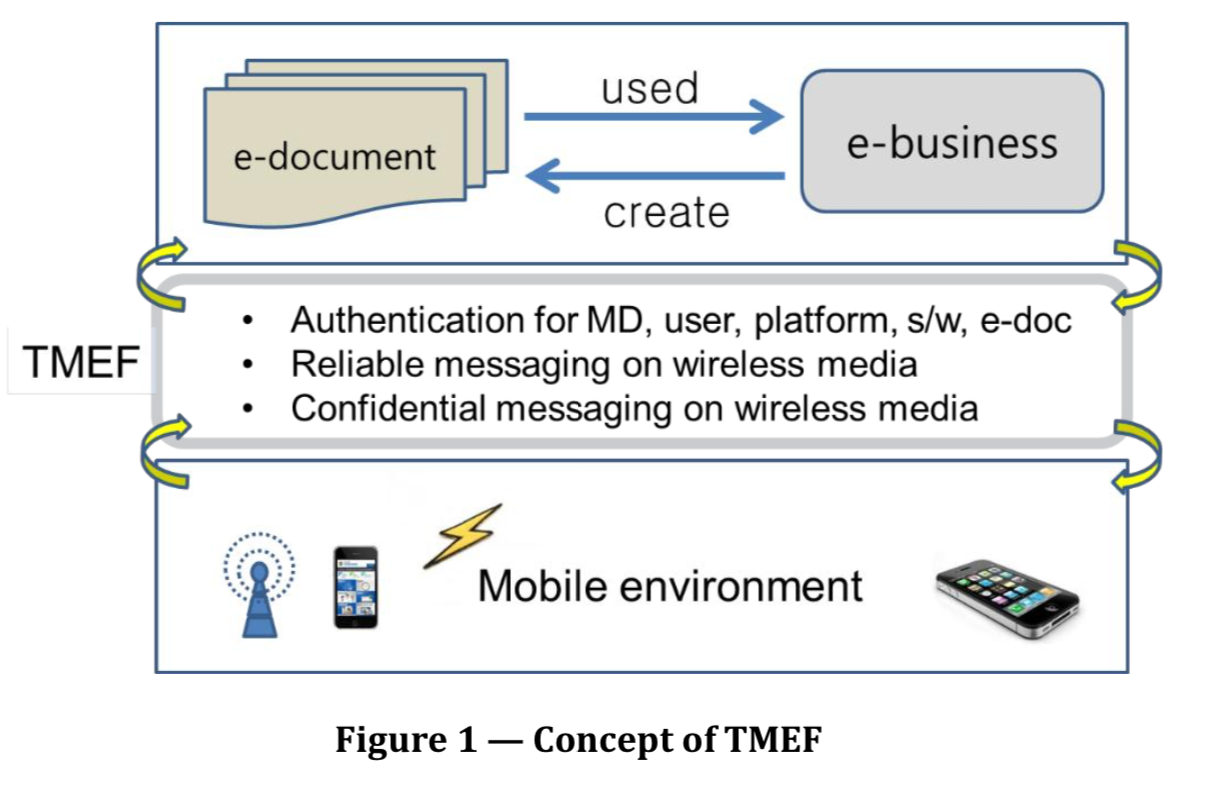 used
e-document
e-business
create
TMEF
• Authentication for MD, user, platform, s/w, e-doc
• Reliable messaging on wireless media
• Confidential messaging on wireless media
Mobile environment
Figure 1 — Concept of TMEF